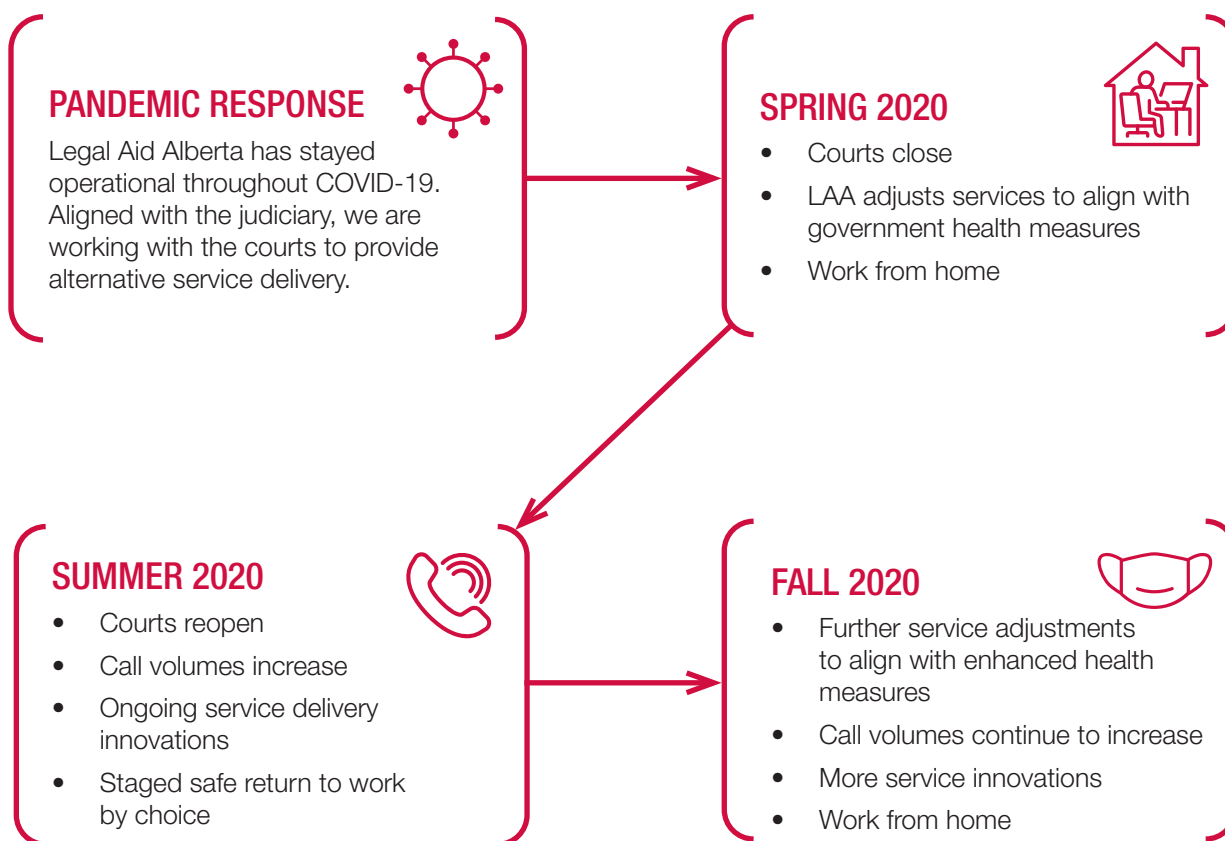 PANDEMIC RESPONSE
Legal Aid Alberta has stayed
operational throughout COVID-19.
Aligned with the judiciary, we are
working with the courts to provide
alternative service delivery.
SPRING 2020
• Courts close
• LAA adjusts services to align with
government health measures
• Work from home
SUMMER 2020
• Courts reopen
• Call volumes increase
• Ongoing service delivery
innovations
• Staged safe return to work
by choice
FALL 2020
• Further service adjustments
to align with enhanced health
measures
• Call volumes continue to increase
• More service innovations
• Work from home